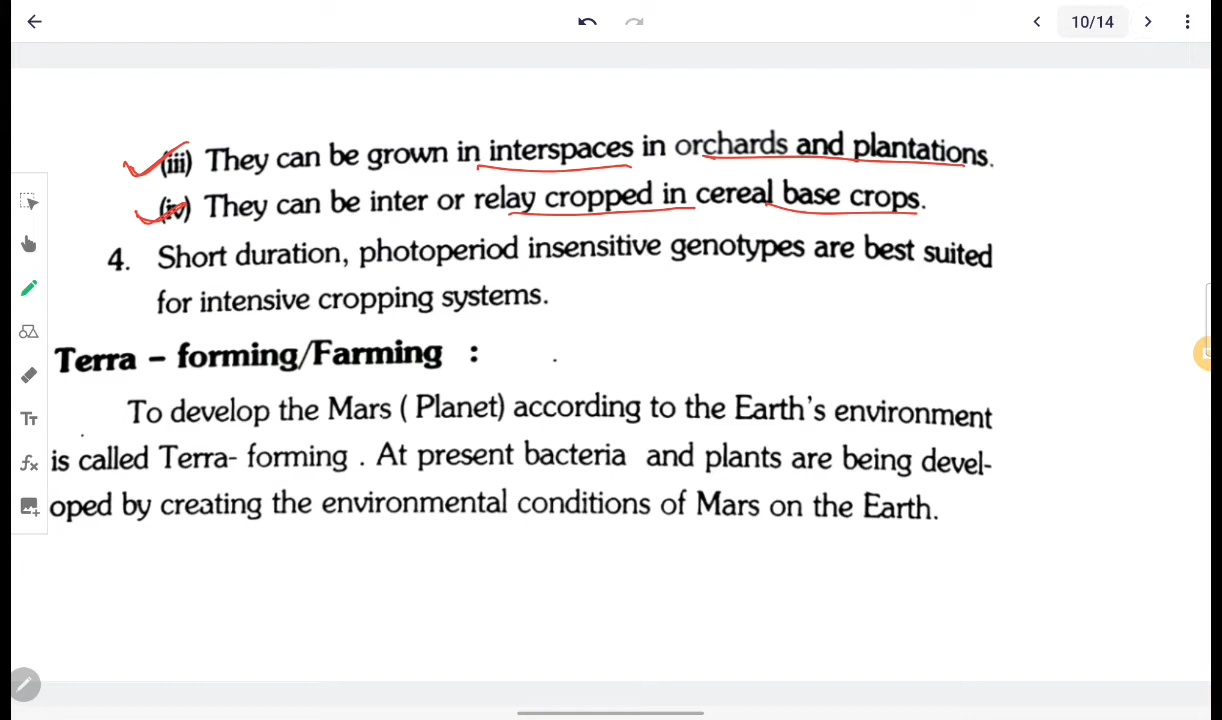 10/14
(iii) They can be grown in interspaces in orchards and plantations.
(iv) They can be inter or relay cropped in cereal base crops.
4. Short duration, photoperiod insensitive genotypes are best suited
for intensive cropping systems.
Terra – forming/Farming :
To develop the Mars ( Planet) according to the Earth's environment
is called Terra- forming . At present bacteria and plants are being devel-
oped by creating the environmental conditions of Mars on the Earth.
Tт
fx